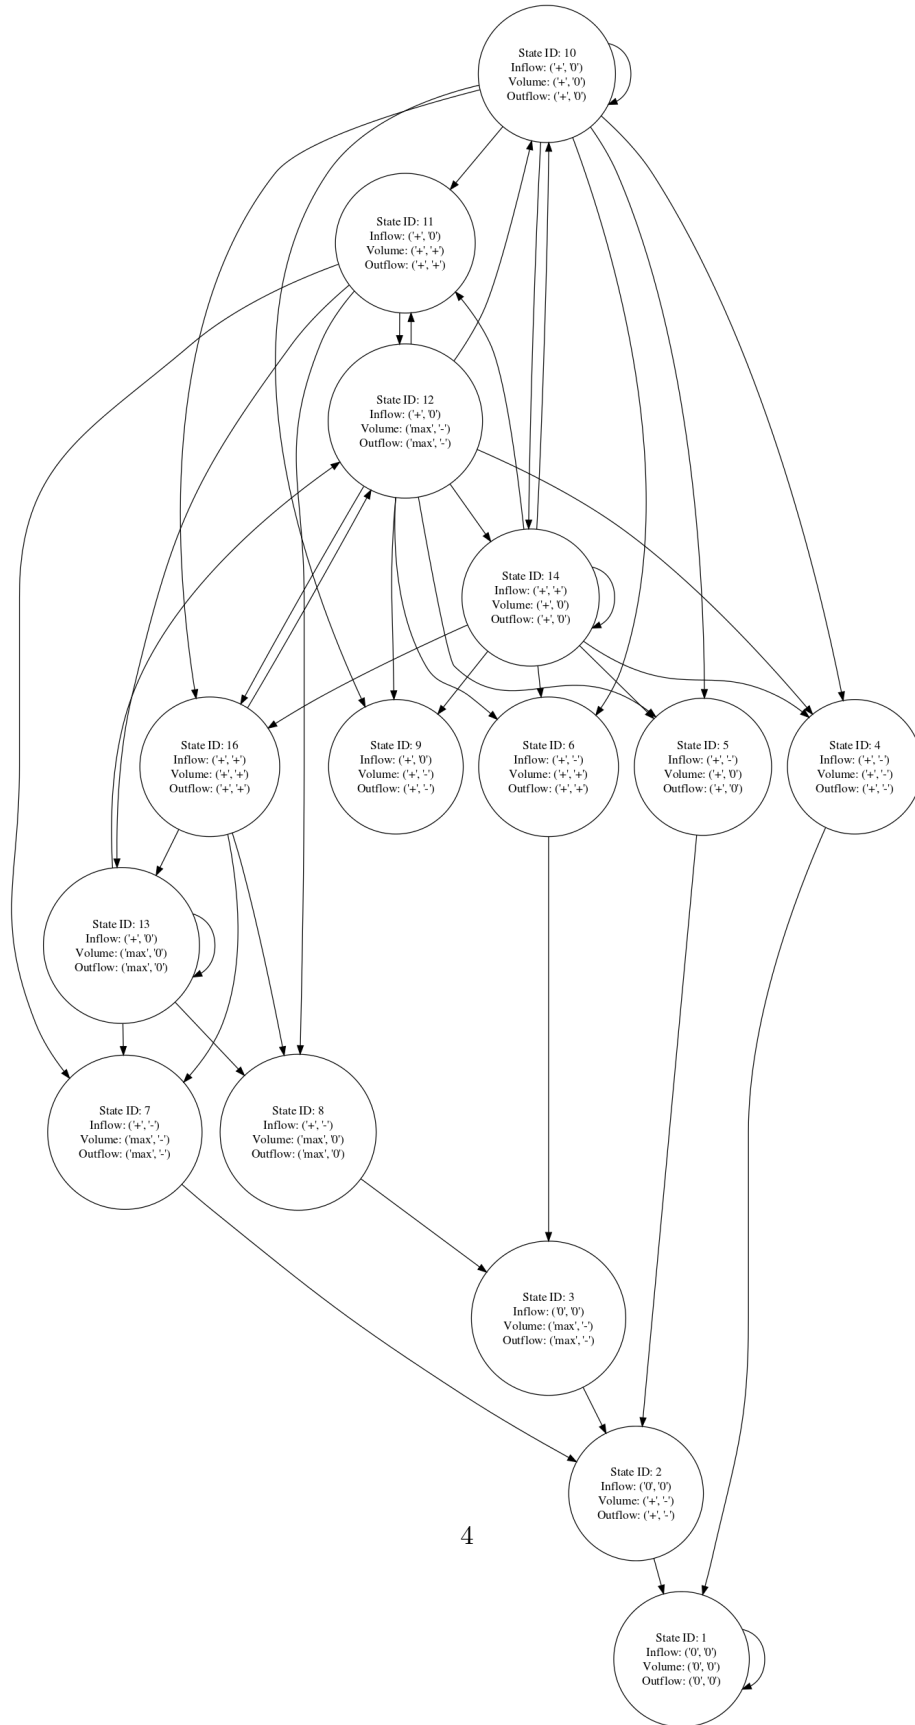 State ID: 10
Inflow: ('+', '0')
Volume: ('+', '0')
Outflow: ('+', '0')
State ID: 11
Inflow: ('+', '0')
Volume: ('+', '+')
Outflow: ('+', '+')
State ID: 12
Inflow: ('+', '0')
Volume: ('max', '-')
Outflow: ('max', '-')
State ID: 14
Inflow: ('+', '+')
Volume: ('+', '0')
Outflow: ('+', '0')
State ID: 16
Inflow: ('+', '+')
Volume: ('+', '+')
Outflow: ('+', '+')
State ID: 9
Inflow: ('+', '0')
Volume: ('+', '-')
Outflow: ('+', '-')
State ID: 6
Inflow: ('+', '-')
Volume: ('+', '+')
Outflow: ('+', '+')
State ID: 5
Inflow: ('+', '-')
Volume: ('+', '0')
Outflow: ('+', '0')
State ID: 4
Inflow: ('+', '-')
Volume: ('+', '-')
Outflow: ('+', '-')
State ID: 13
Inflow: ('+', '0')
Volume: ('max', '0')
Outflow: ('max', '0')
State ID: 7
Inflow: ('+', '-')
Volume: ('max', '-')
Outflow: ('max', '-')
State ID: 8
Inflow: ('+', '-')
Volume: ('max', '0')
Outflow: ('max', '0')
State ID: 3
Inflow: ('0', '0')
Volume: ('max', '-')
Outflow: ('max', '-')
State ID: 2
Inflow: ('0', '0')
Volume: ('+', '-')
Outflow: ('+', '-')
4
State ID: 1
Inflow: ('0', '0')
Volume: ('0', '0')
Outflow: ('0', '0')